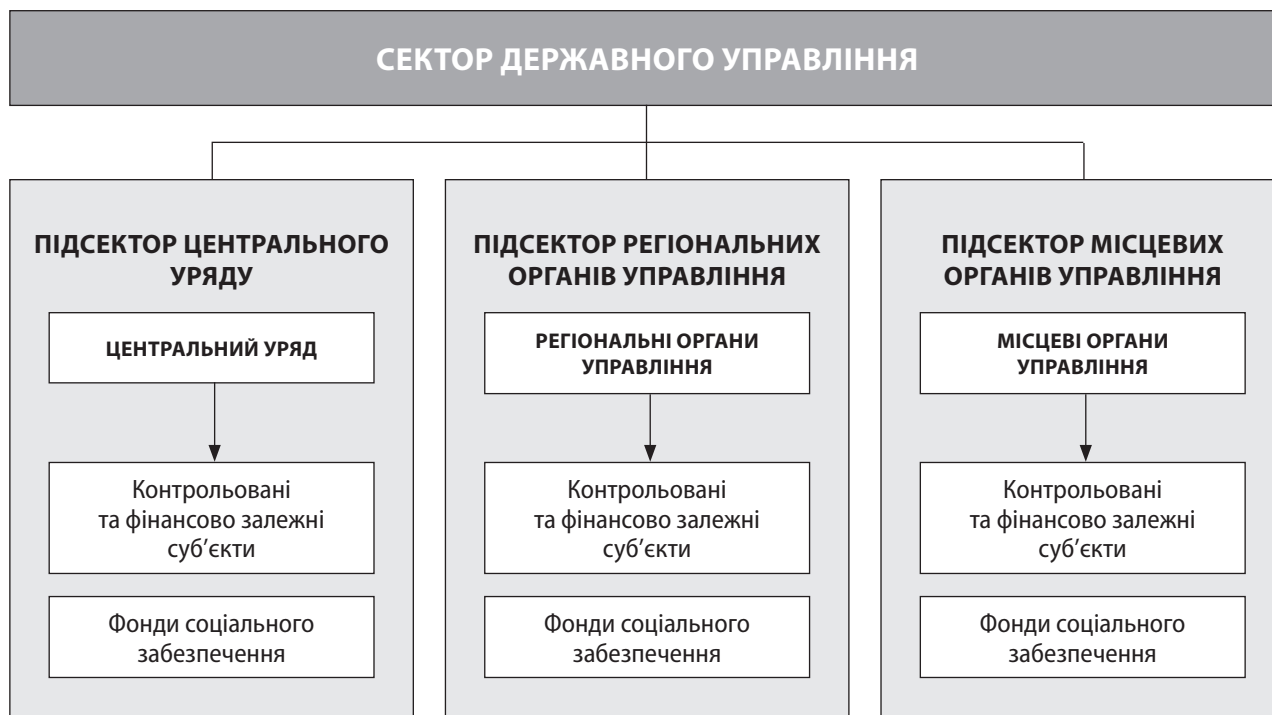 СЕКТОР ДЕРЖАВНОГО УПРАВЛІННЯ
ПІДСЕКТОР ЦЕНТРАЛЬНОГО
УРЯДУ
ЦЕНТРАЛЬНИЙ УРЯД
Контрольовані
та фінансово залежні
суб’єкти
Фонди соціального
забезпечення
ПІДСЕКТОР РЕГІОНАЛЬНИХ
ОРГАНІВ УПРАВЛІННЯ
РЕГІОНАЛЬНІ ОРГАНИ
УПРАВЛІННЯ
Контрольовані
та фінансово залежні
суб’єкти
Фонди соціального
забезпечення
ПІДСЕКТОР МІСЦЕВИХ
ОРГАНІВ УПРАВЛІННЯ
МІСЦЕВІ ОРГАНИ
УПРАВЛІННЯ
Контрольовані
та фінансово залежні
суб’єкти
Фонди соціального
забезпечення